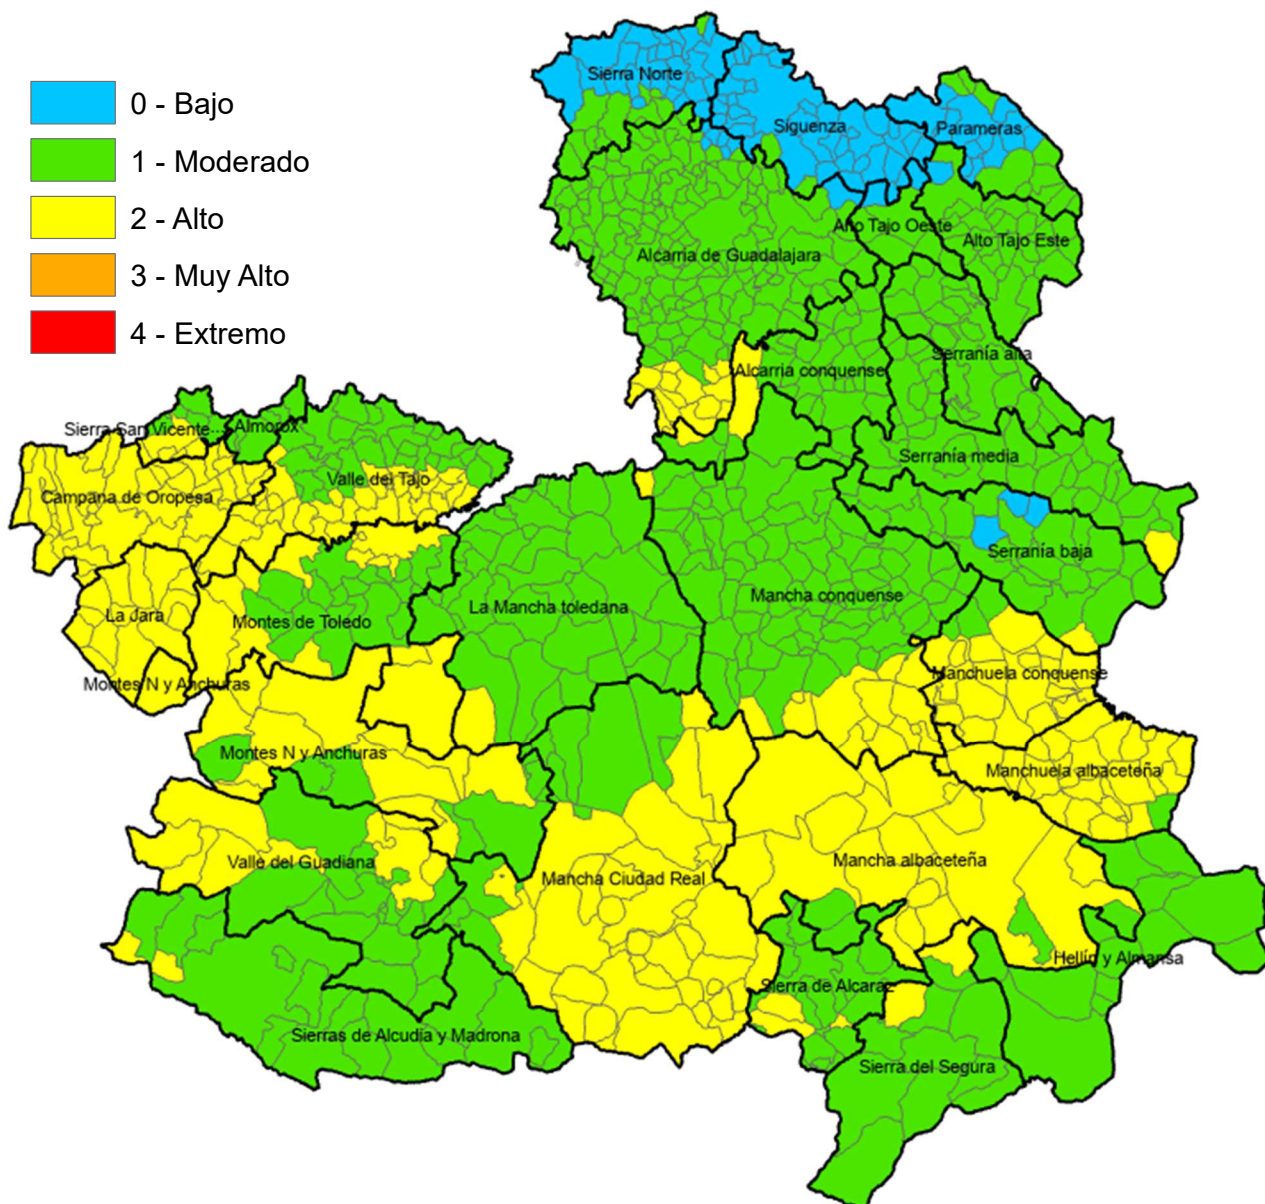 0 - Bajo
1 - Moderado
2 - Alto
3 - Muy Alto
4 - Extremo
Sierra Norte
Siguenza
Parameras
Alto Tajo Oeste
Alto Tajo Este
Alcarria de Guadalajara
Serranía alta
Alcarria conquense
Sierra San Vicente...
Almorox
Serranía media
Valle del Tajo
Campana de Oropesa
Serranía baja
Mancha conquense
La Mancha toledana
La Jara
Montes de Toledo
Manchuela conquense
Montes N y Anchuras
Montes N y Anchuras
Manchuela albaceteña
Valle del Guadiana
Mancha albaceteña
Mancha Ciudad Real
Hellín y Almansa
Sierra de Alcaraz
Sierras de Alcudia y Madrona
Sierra del Segura